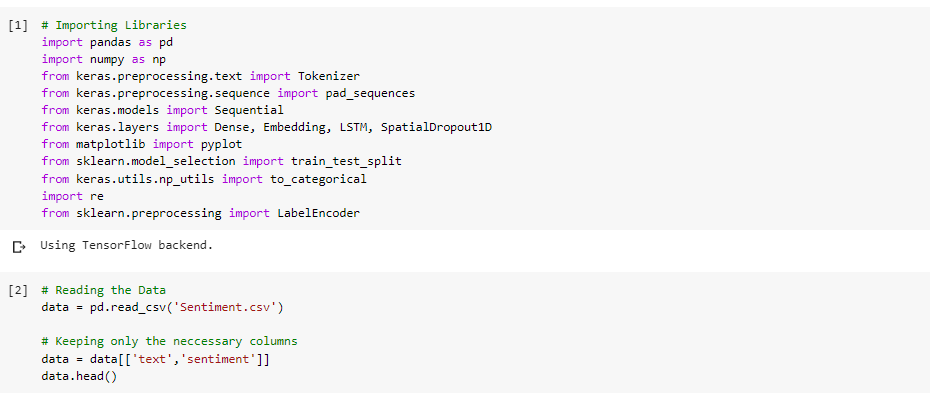 [1] # Importing Libraries
import pandas as pd
import numpy as np
from keras.preprocessing.text import Tokenizer
from keras.preprocessing.sequence import pad_sequences
from keras.models import Sequential
from keras.layers import Dense, Embedding, LSTM, SpatialDropout1D
from matplotlib import pyplot
from sklearn.model_selection import train_test_split
from keras.utils.np_utils import to_categorical
import re
from sklearn.preprocessing import LabelEncoder
Using TensorFlow backend.
[2] # Reading the Data
data = pd.read_csv('Sentiment.csv')
# Keeping only the neccessary columns
data = data[['text','sentiment']]
data.head()